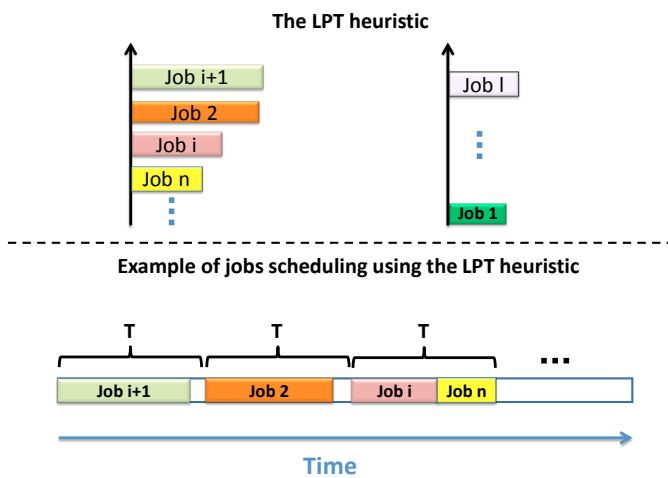 The LPT heuristic
Job i+1
Job 2
Job i
Job n
Job l
Job 1
Example of jobs scheduling using the LPT heuristic
T T T
Job i+1 Job 2 Job i Job n
...
Time